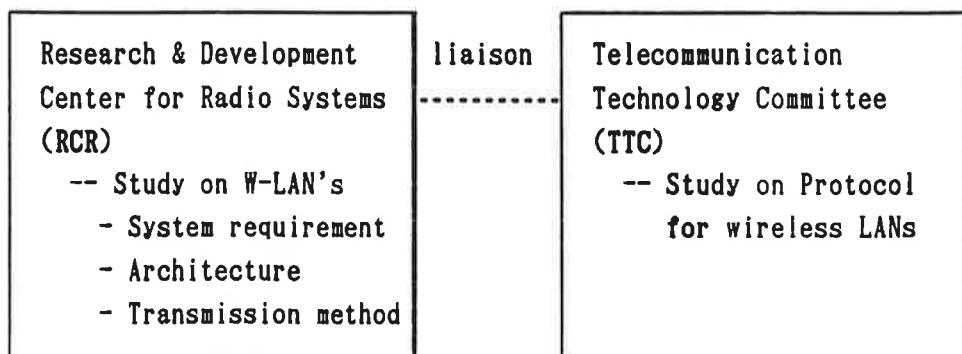 Research & Development
Center for Radio Systems
(RCR)
-- Study on W-LAN's
- System requirement
- Architecture
- Transmission method
liaison
Telecommunication
Technology Committee
(TTC)
-- Study on Protocol
for wireless LANs